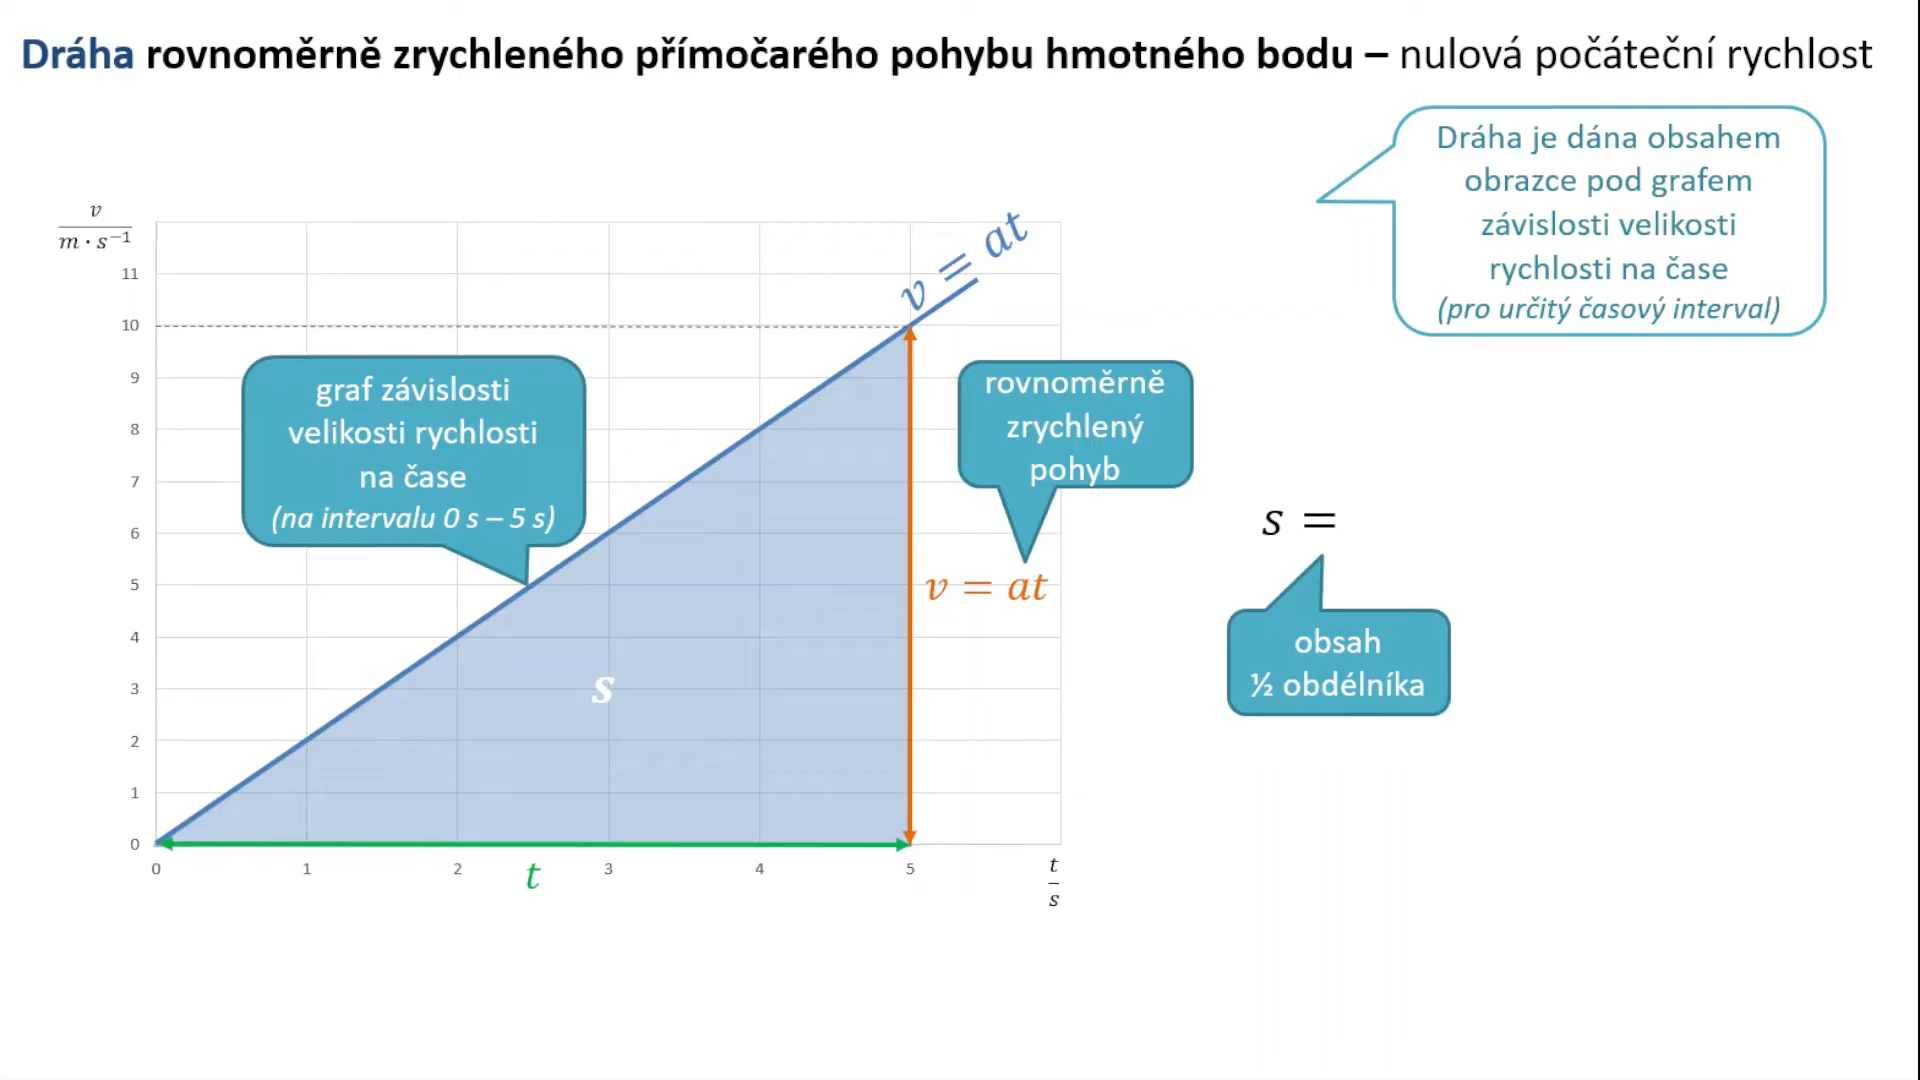 Dráha rovnoměrně zrychleného přímočarého pohybu hmotného bodu – nulová počáteční rychlost
Dráha je dána obsahem
obrazce pod grafem
závislosti velikosti
rychlosti na čase
(pro určitý časový interval)
v
m · s⁻¹
11
10
9
8
7
6
5
4
3
2
1
0
v = at
graf závislosti
velikosti rychlosti
na čase
(na intervalu 0 s – 5 s)
rovnoměrně
zrychlený
pohyb
v = at
s
s =
obsah
½ obdélníka
0 1 2 3 4 5
t
t
s